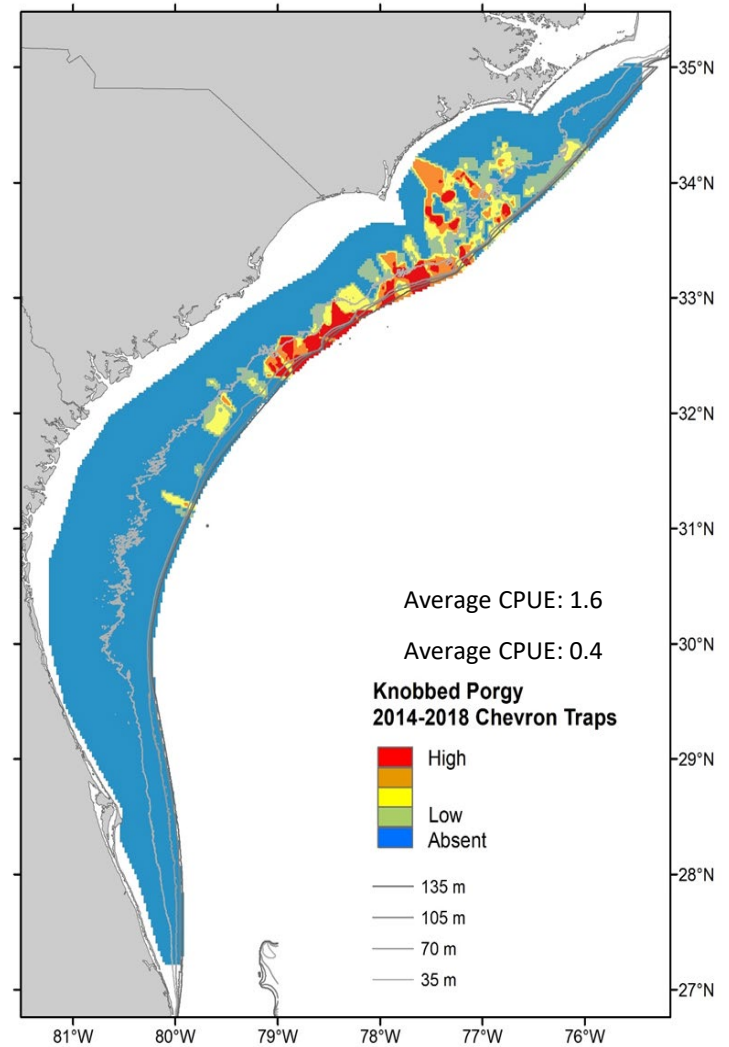 35°N
34°N
33°N
32°N
31°N
30°N
29°N
28°N
27°N
Average CPUE: 1.6
Average CPUE: 0.4
Knobbed Porgy
2014-2018 Chevron Traps
High
Low
Absent
135 m
105 m
70 m
35 m
81°W 80°W 79°W 78°W 77°W 76°W